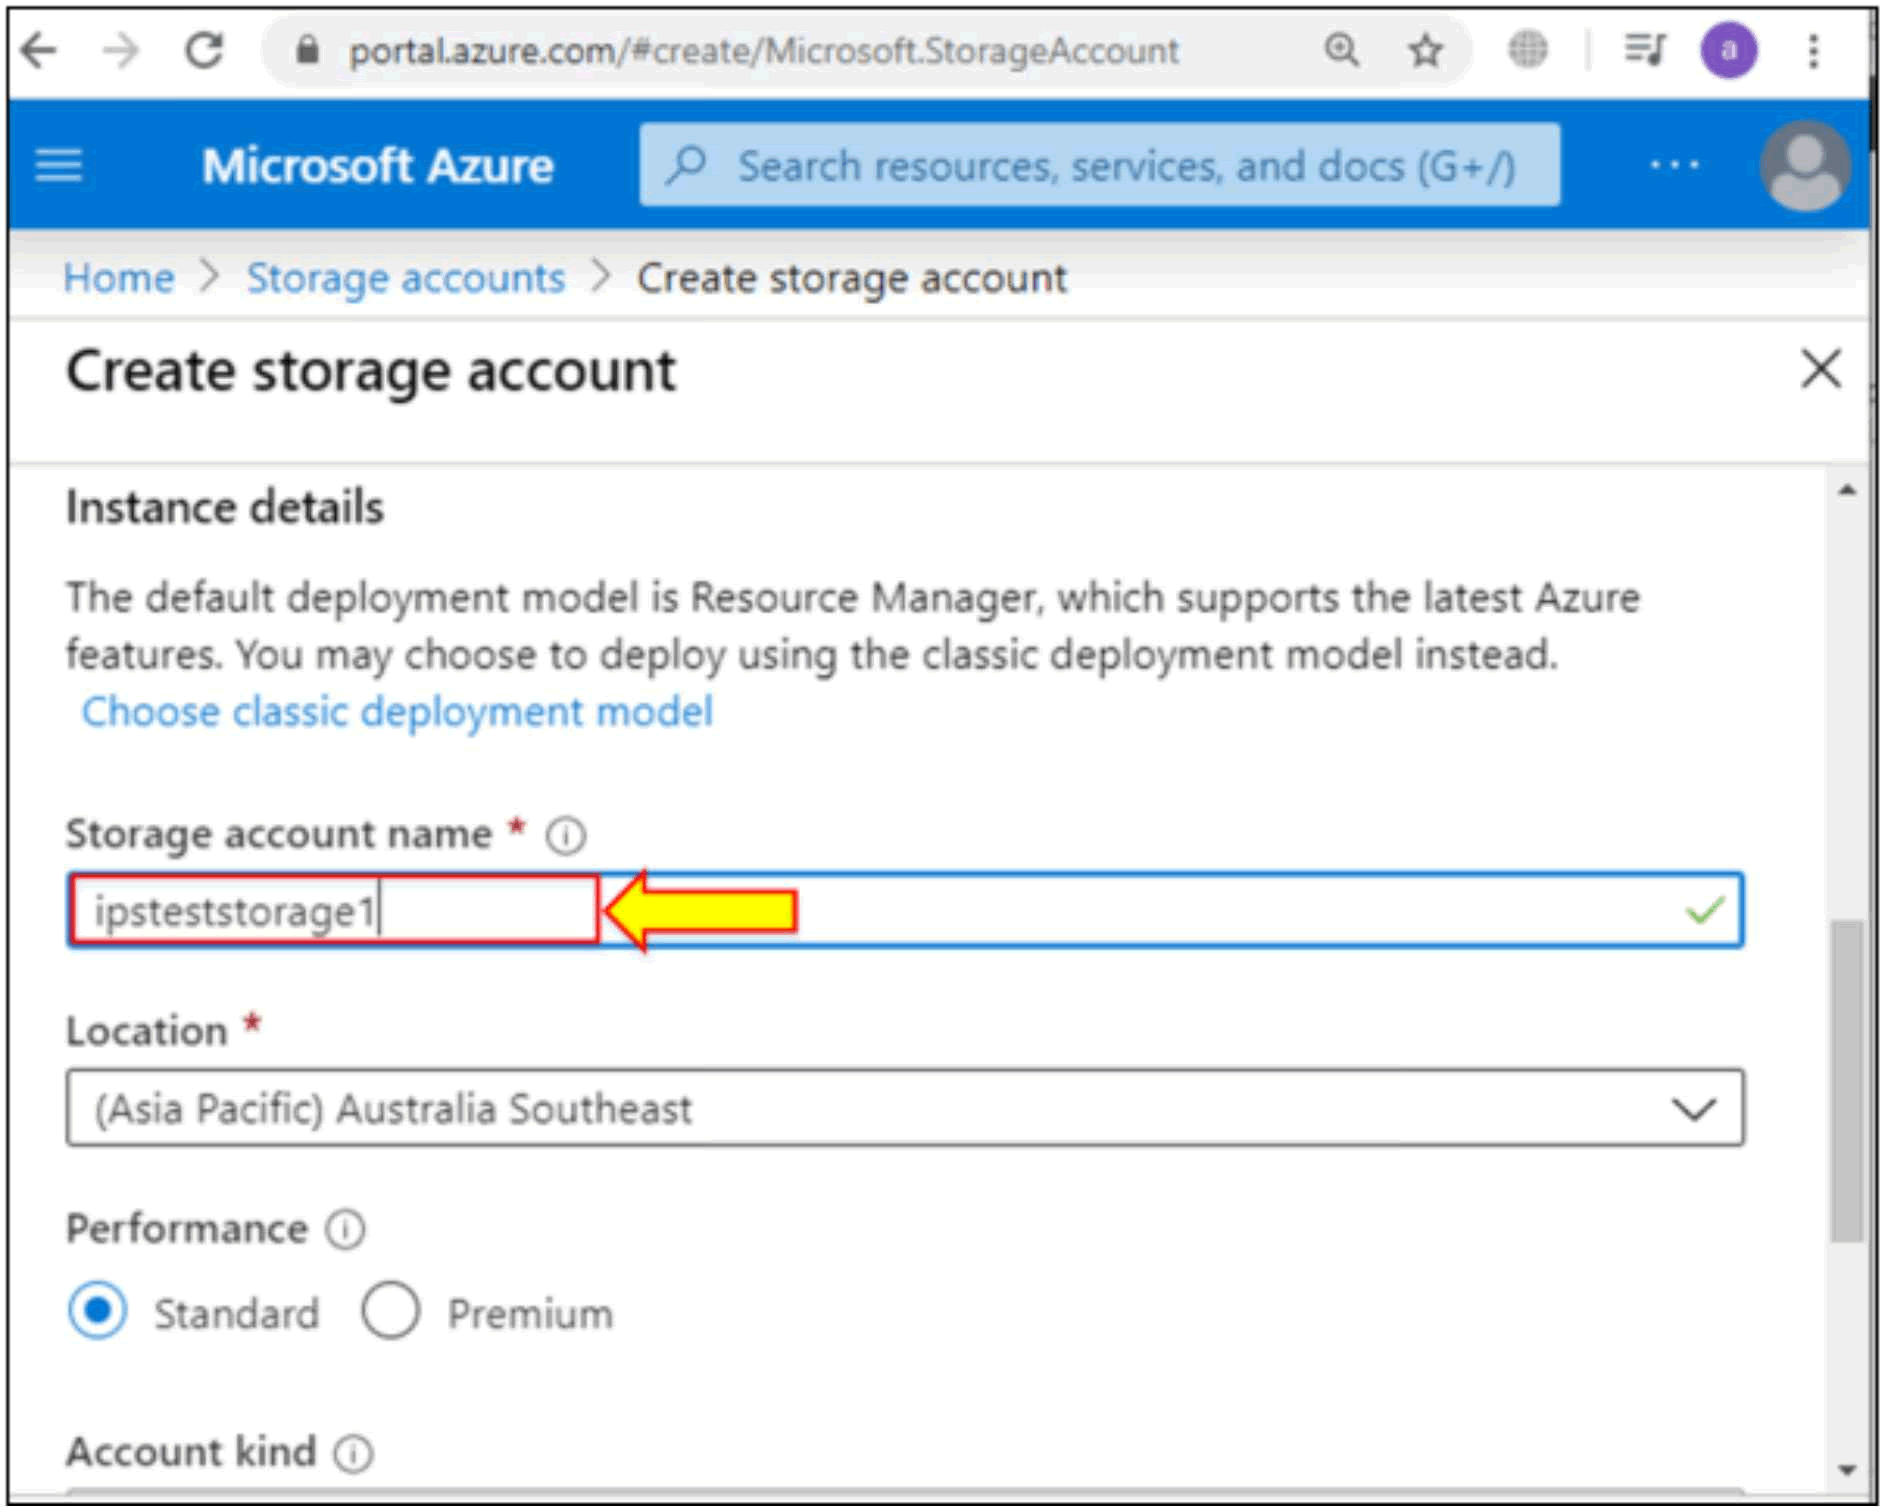 portal.azure.com/#create/Microsoft.StorageAccount
a
Microsoft Azure
Search resources, services, and docs (G+/)
Home > Storage accounts > Create storage account
Create storage account
Instance details
The default deployment model is Resource Manager, which supports the latest Azure
features. You may choose to deploy using the classic deployment model instead.
Choose classic deployment model
Storage account name *
ipsteststorage1
Location *
(Asia Pacific) Australia Southeast
Performance
Standard Premium
Account kind